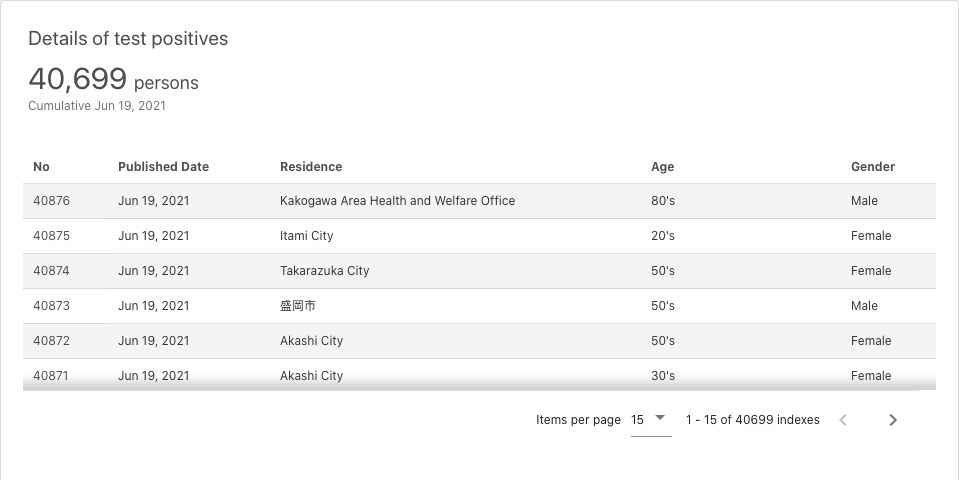 Details of test positives
40,699 persons
Cumulative Jun 19, 2021
No Published Date Residence Age Gender
40876 Jun 19, 2021 Kakogawa Area Health and Welfare Office 80's Male
40875 Jun 19, 2021 Itami City 20's Female
40874 Jun 19, 2021 Takarazuka City 50's Female
40873 Jun 19, 2021 盛岡市 50's Male
40872 Jun 19, 2021 Akashi City 50's Female
40871 Jun 19, 2021 Akashi City 30's Female
Items per page 15 1 - 15 of 40699 indexes